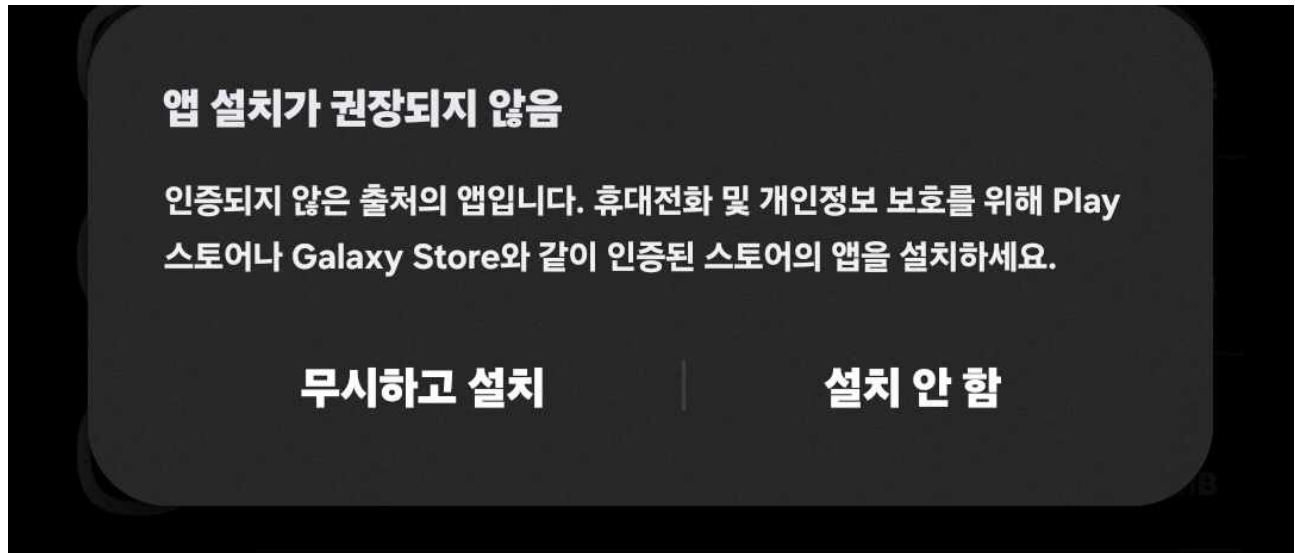 앱 설치가 권장되지 않음
인증되지 않은 출처의 앱입니다. 휴대전화 및 개인정보 보호를 위해 Play
스토어나 Galaxy Store와 같이 인증된 스토어의 앱을 설치하세요.
무시하고 설치
설치 안 함